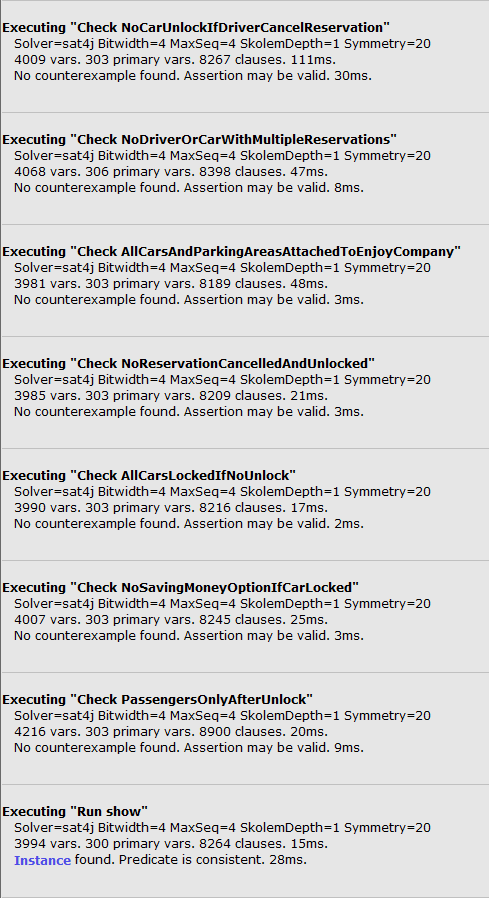 Executing "Check NoCarUnlockIfDriverCancelReservation"
Solver=sat4j Bitwidth=4 MaxSeq=4 SkolemDepth=1 Symmetry=20
4009 vars. 303 primary vars. 8267 clauses. 111ms.
No counterexample found. Assertion may be valid. 30ms.
Executing "Check NoDriverOrCarWithMultipleReservations"
Solver=sat4j Bitwidth=4 MaxSeq=4 SkolemDepth=1 Symmetry=20
4068 vars. 306 primary vars. 8398 clauses. 47ms.
No counterexample found. Assertion may be valid. 8ms.
Executing "Check AllCarsAndParkingAreasAttachedToEnjoyCompany"
Solver=sat4j Bitwidth=4 MaxSeq=4 SkolemDepth=1 Symmetry=20
3981 vars. 303 primary vars. 8189 clauses. 48ms.
No counterexample found. Assertion may be valid. 3ms.
Executing "Check NoReservationCancelledAndUnlocked"
Solver=sat4j Bitwidth=4 MaxSeq=4 SkolemDepth=1 Symmetry=20
3985 vars. 303 primary vars. 8209 clauses. 21ms.
No counterexample found. Assertion may be valid. 3ms.
Executing "Check AllCarsLockedIfNoUnlock"
Solver=sat4j Bitwidth=4 MaxSeq=4 SkolemDepth=1 Symmetry=20
3990 vars. 303 primary vars. 8216 clauses. 17ms.
No counterexample found. Assertion may be valid. 2ms.
Executing "Check NoSavingMoneyOptionIfCarLocked"
Solver=sat4j Bitwidth=4 MaxSeq=4 SkolemDepth=1 Symmetry=20
4007 vars. 303 primary vars. 8245 clauses. 25ms.
No counterexample found. Assertion may be valid. 3ms.
Executing "Check PassengersOnlyAfterUnlock"
Solver=sat4j Bitwidth=4 MaxSeq=4 SkolemDepth=1 Symmetry=20
4216 vars. 303 primary vars. 8900 clauses. 20ms.
No counterexample found. Assertion may be valid. 9ms.
Executing "Run show"
Solver=sat4j Bitwidth=4 MaxSeq=4 SkolemDepth=1 Symmetry=20
3994 vars. 300 primary vars. 8264 clauses. 15ms.
Instance found. Predicate is consistent. 28ms.